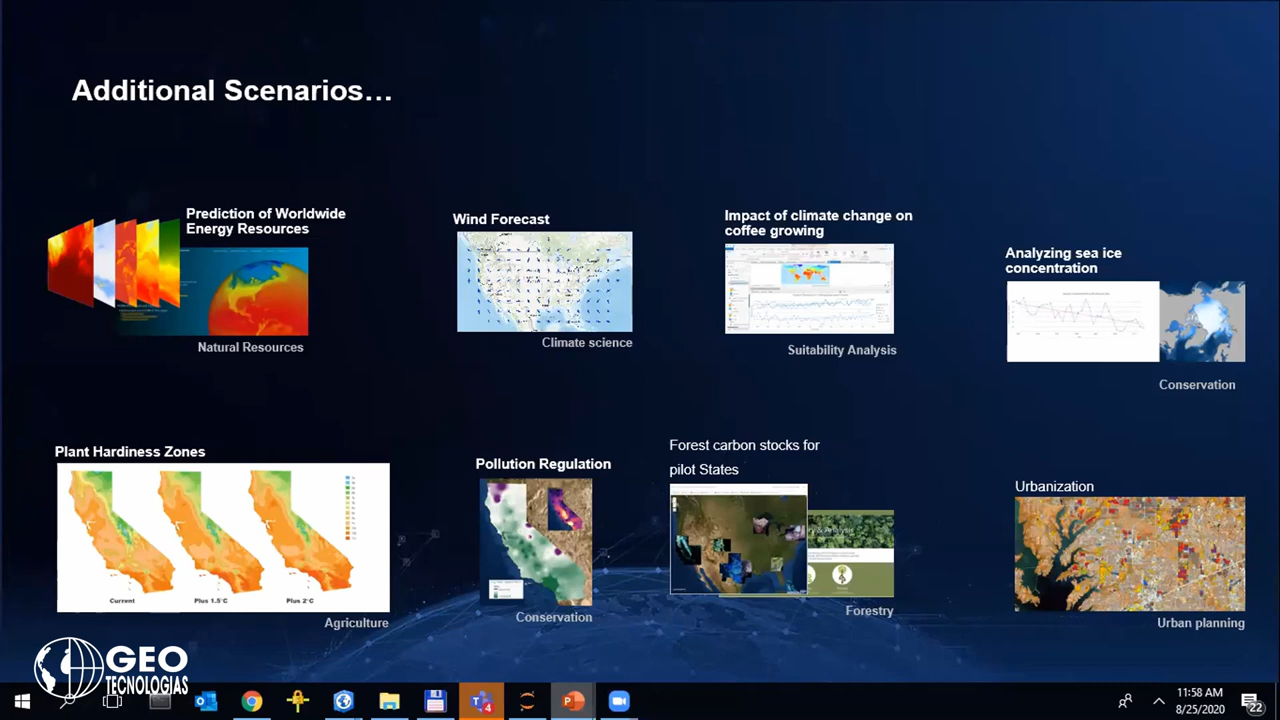 Additional Scenarios...
Prediction of Worldwide
Energy Resources
Natural Resources
Wind Forecast
Climate science
Impact of climate change on
coffee growing
Suitability Analysis
Analyzing sea ice
concentration
Conservation
Plant Hardiness Zones
Current
Plus 1.5°C
Plus 2°C
Agriculture
Pollution Regulation
Conservation
Forest carbon stocks for
pilot States
& Analysis
Forestry
Urbanization
Urban planning
GEO
TECNOLOGIAS
4
11:58 AM
8/25/2020
22